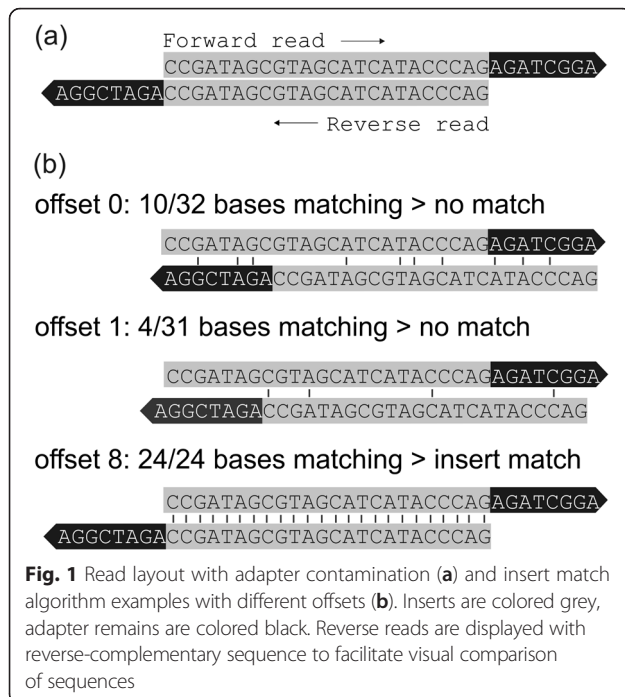 (a)
Forward read ⟶
CCGATAGCGTAGCATCATACCCAGAGATCGGA
AGGCTAGACCGATAGCGTAGCATCATACCCAG
⟵ Reverse read
(b)
offset 0: 10/32 bases matching > no match
CCGATAGCGTAGCATCATACCCAGAGATCGGA
AGGCTAGACCGATAGCGTAGCATCATACCCAG
offset 1: 4/31 bases matching > no match
CCGATAGCGTAGCATCATACCCAGAGATCGGA
AGGCTAGACCGATAGCGTAGCATCATACCCAG
offset 8: 24/24 bases matching > insert match
CCGATAGCGTAGCATCATACCCAGAGATCGGA
AGGCTAGACCGATAGCGTAGCATCATACCCAG
Fig. 1 Read layout with adapter contamination (a) and insert match
algorithm examples with different offsets (b). Inserts are colored grey,
adapter remains are colored black. Reverse reads are displayed with
reverse-complementary sequence to facilitate visual comparison
of sequences